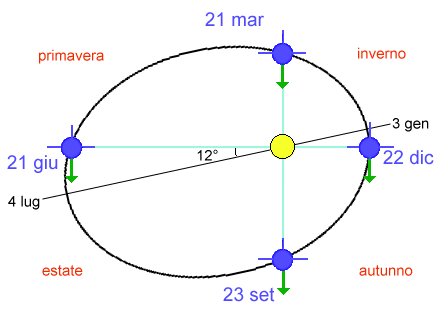 21 mar
primavera
inverno
3 gen
12°
21 giu
22 dic
4 lug
estate
autunno
23 set